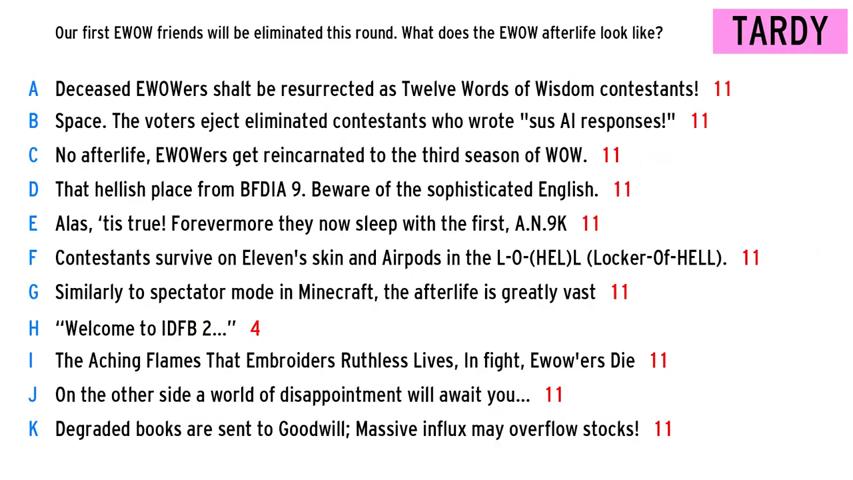 Our first EWOW friends will be eliminated this round. What does the EWOW afterlife look like? TARDY
A Deceased EWOWers shalt be resurrected as Twelve Words of Wisdom contestants! 11
B Space. The voters eject eliminated contestants who wrote "sus AI responses!" 11
C No afterlife, EWOWers get reincarnated to the third season of WOW. 11
D That hellish place from BFDIA 9. Beware of the sophisticated English. 11
E Alas, ‘tis true! Forevermore they now sleep with the first, A.N.9K 11
F Contestants survive on Eleven's skin and Airpods in the L-O-(HEL)L (Locker-Of-HELL). 11
G Similarly to spectator mode in Minecraft, the afterlife is greatly vast 11
H “Welcome to IDFB 2...” 4
I The Aching Flames That Embroiders Ruthless Lives, In fight, Ewow'ers Die 11
J On the other side a world of disappointment will await you... 11
K Degraded books are sent to Goodwill; Massive influx may overflow stocks! 11